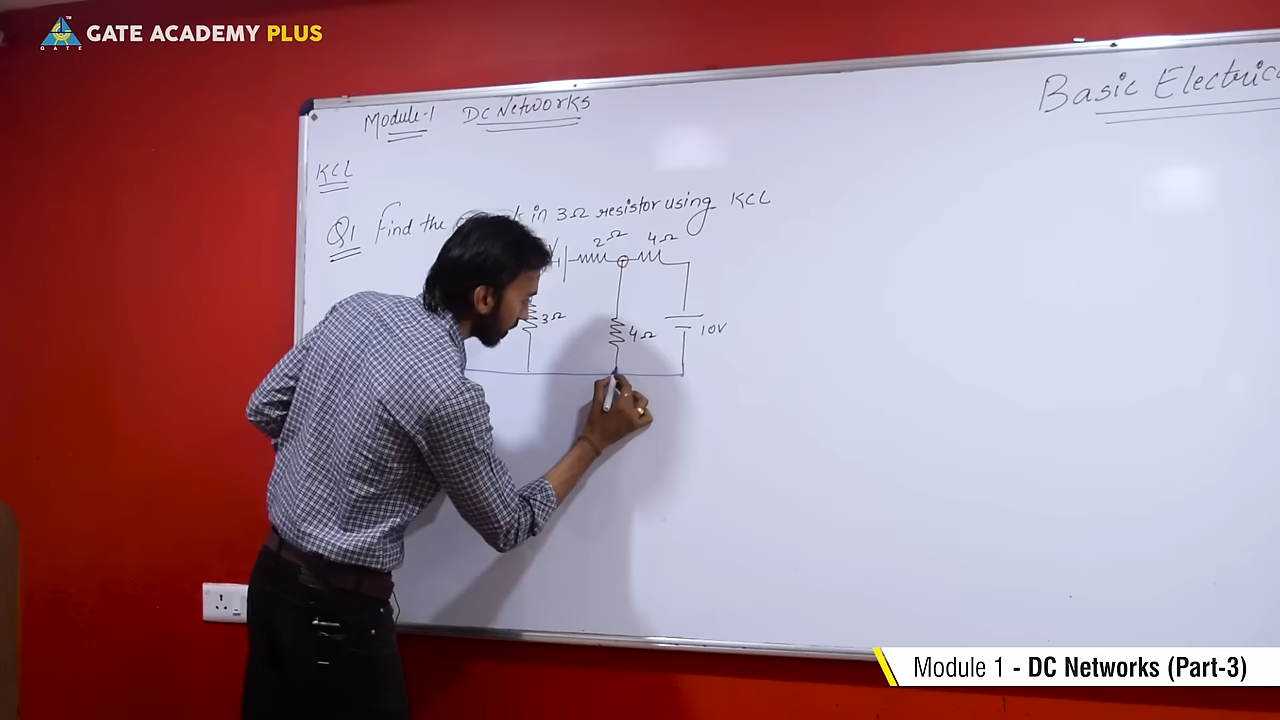 GATE ACADEMY PLUS
GATE
Module-1 DC Networks
Basic Electric
KCL
Q1 Find the in 3Ω resistor using KCL
2Ω 4Ω
3Ω
4Ω
10V
Module 1 - DC Networks (Part-3)